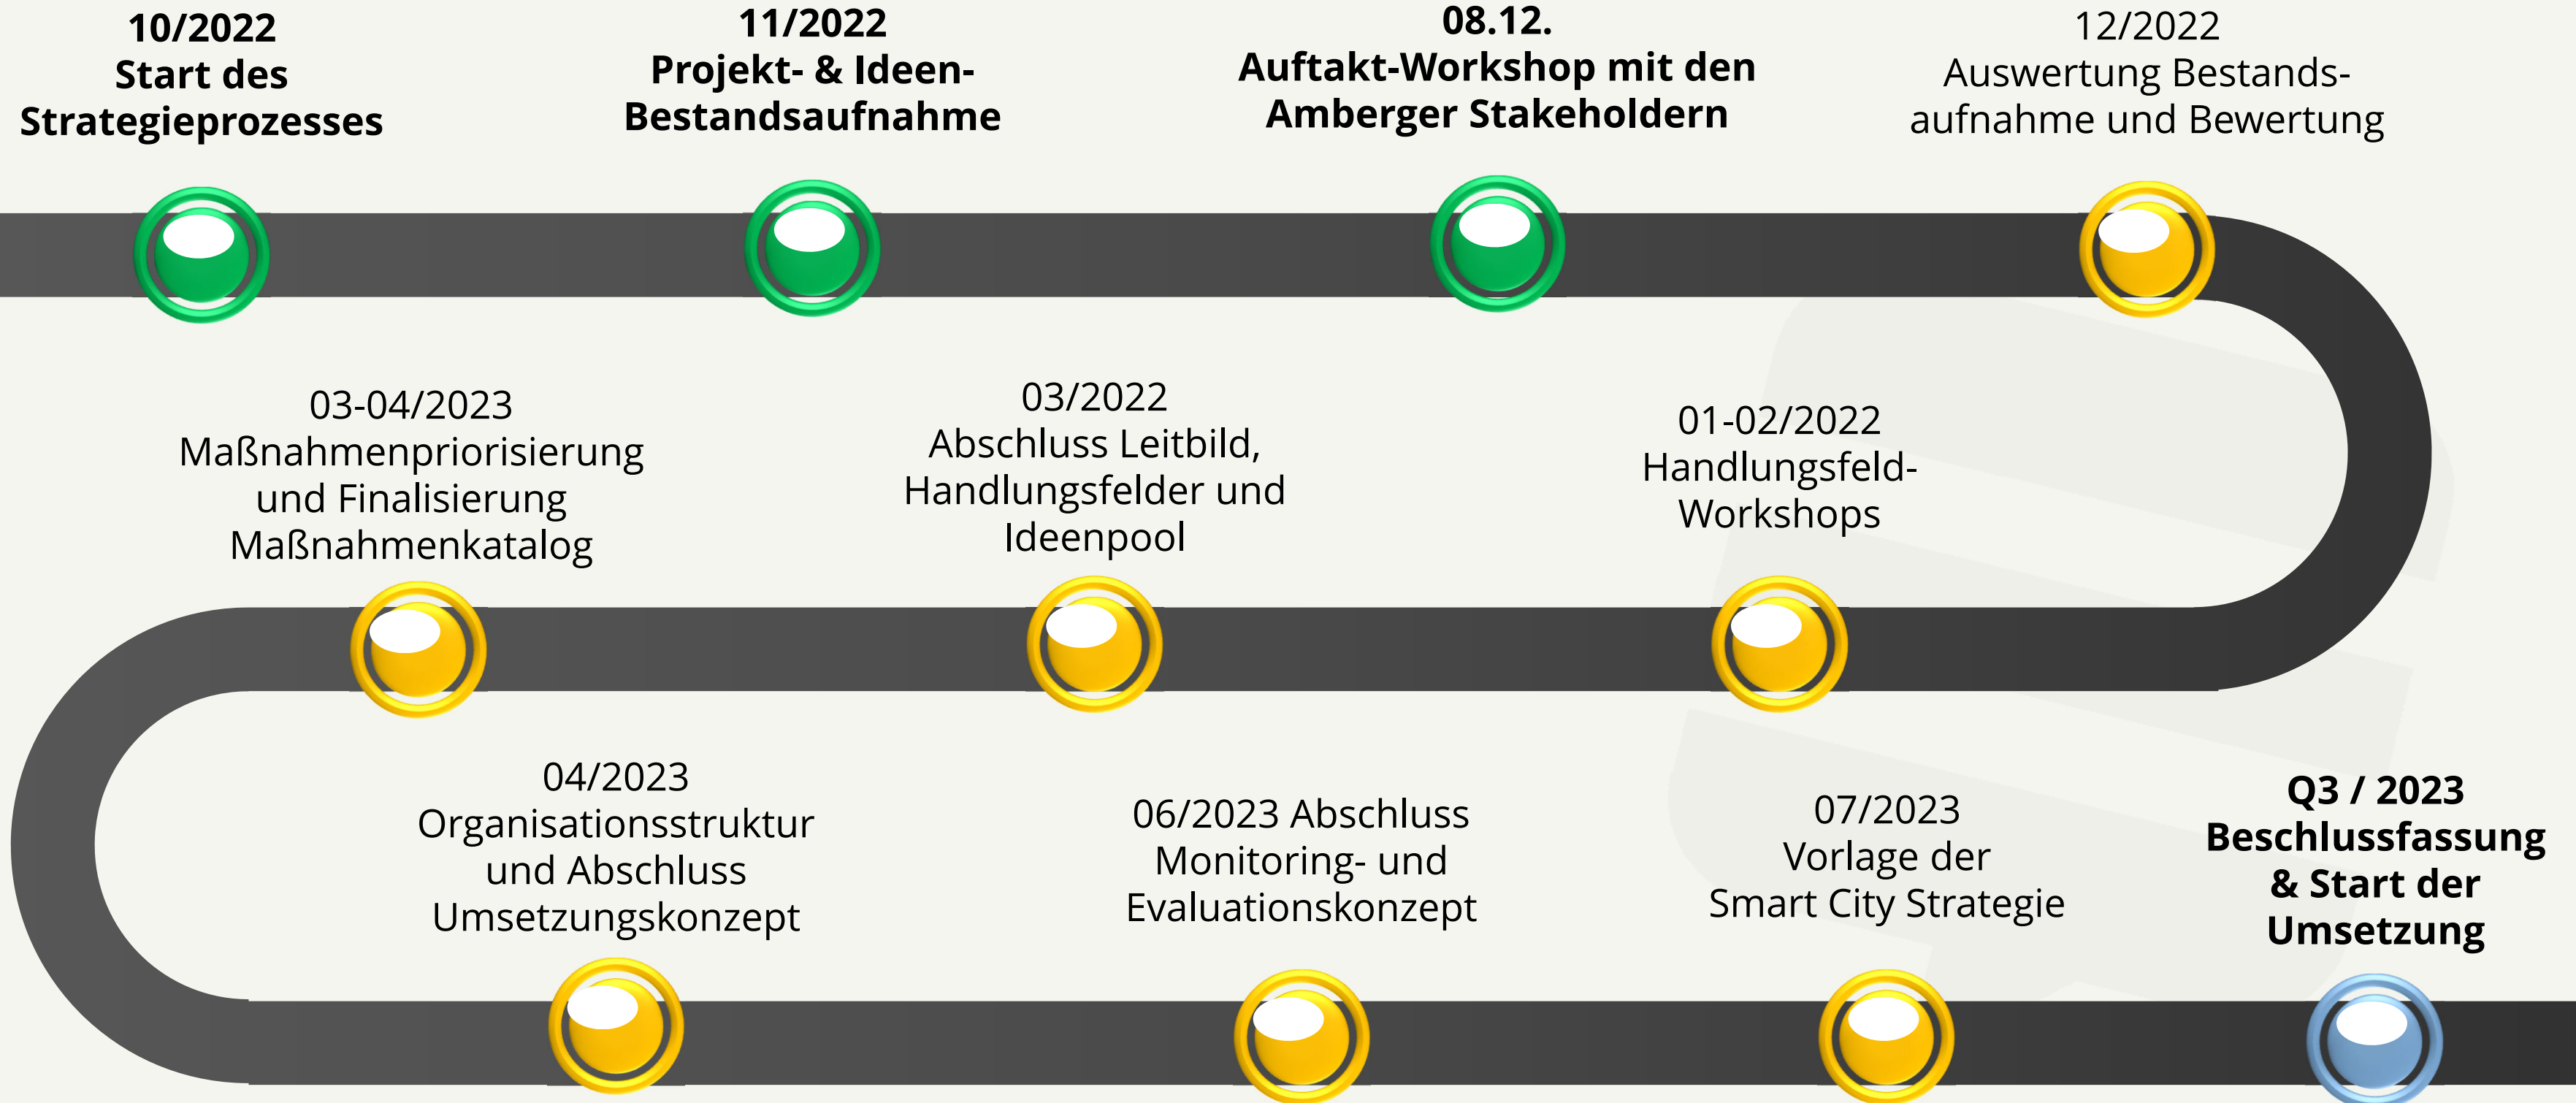 10/2022
Start des
Strategieprozesses
11/2022
Projekt- & Ideen-
Bestandsaufnahme
08.12.
Auftakt-Workshop mit den
Amberger Stakeholdern
12/2022
Auswertung Bestands-
aufnahme und Bewertung
01-02/2022
Handlungsfeld-
Workshops
03/2022
Abschluss Leitbild,
Handlungsfelder und
Ideenpool
03-04/2023
Maßnahmenpriorisierung
und Finalisierung
Maßnahmenkatalog
04/2023
Organisationsstruktur
und Abschluss
Umsetzungskonzept
06/2023 Abschluss
Monitoring- und
Evaluationskonzept
07/2023
Vorlage der
Smart City Strategie
Q3 / 2023
Beschlussfassung
& Start der
Umsetzung